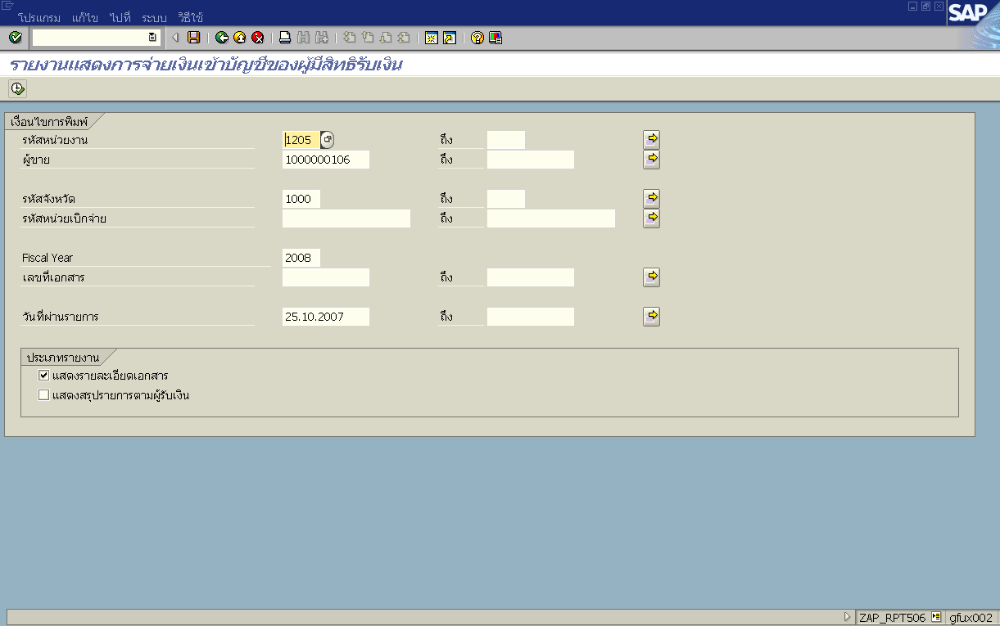 โปรแกรม แก้ไข ไปที่ ระบบ วิธีใช้
SAP
รายงานแสดงการจ่ายเงินเข้าบัญชีของผู้มีสิทธิรับเงิน
เงื่อนไขการพิมพ์
รหัสหน่วยงาน 1205 ถึง
ผู้ขาย 1000000106 ถึง
รหัสจังหวัด 1000 ถึง
รหัสหน่วยเบิกจ่าย ถึง
Fiscal Year 2008
เลขที่เอกสาร ถึง
วันที่ผ่านรายการ 25.10.2007 ถึง
ประเภทรายงาน
แสดงรายละเอียดเอกสาร
แสดงสรุปรายการตามผู้รับเงิน
ZAP_RPT506 gfux002